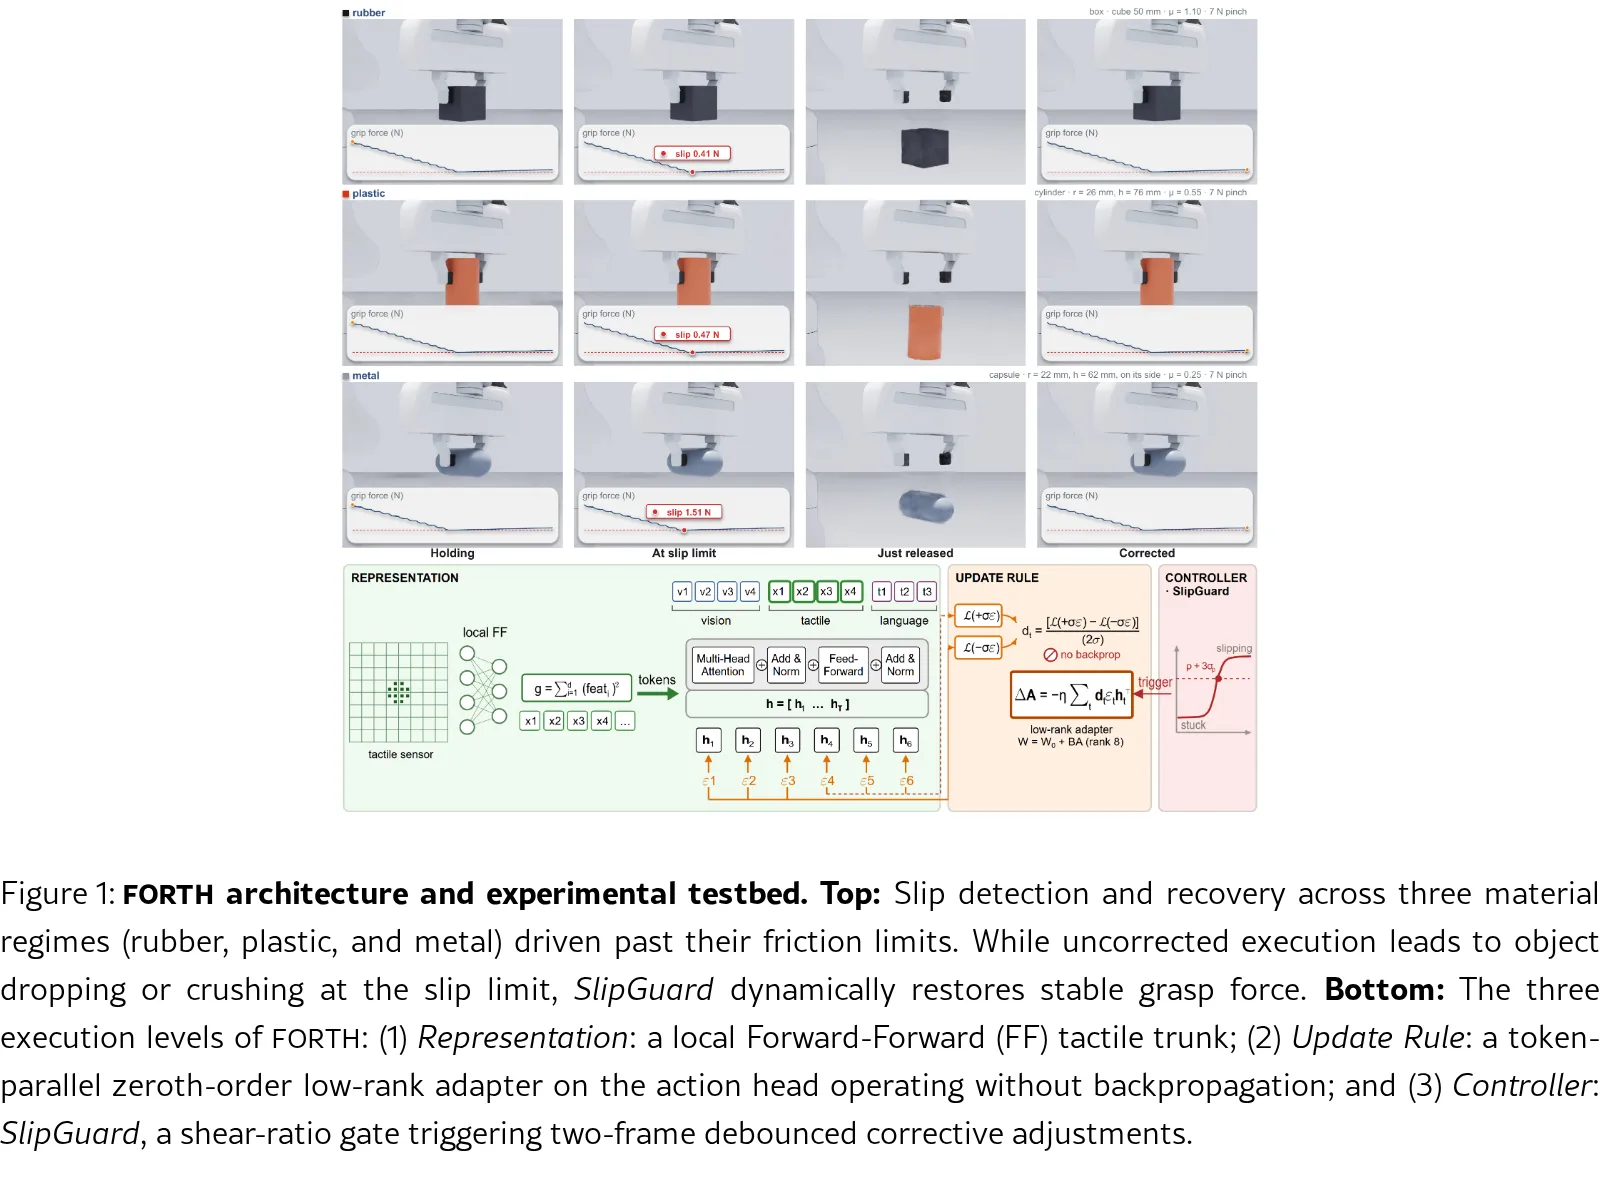 rubber
box · cube 50 mm · μ = 1.10 · 7 N pinch
grip force (N)
grip force (N)
slip 0.41 N
grip force (N)
plastic
cylinder · r = 26 mm, h = 76 mm · μ = 0.55 · 7 N pinch
grip force (N)
grip force (N)
slip 0.47 N
grip force (N)
metal
capsule · r = 22 mm, h = 62 mm, on its side · μ = 0.25 · 7 N pinch
grip force (N)
grip force (N)
slip 1.51 N
grip force (N)
Holding
At slip limit
Just released
Corrected
REPRESENTATION
tactile sensor
local FF
g = ∑ᵈᵢ₌₁ (featᵢ)²
x1 x2 x3 x4 ...
tokens
v1 v2 v3 v4
vision
x1 x2 x3 x4
tactile
t1 t2 t3
language
Multi-Head Attention
Add & Norm
Feed-Forward
Add & Norm
h₁ h₂ h₃ h₄ h₅ h₆
ε1 ε2 ε3 ε4 ε5 ε6
UPDATE RULE
ℒ(+σε)
ℒ(−σε)
[ℒ(+σε) − ℒ(−σε)]
dₜ = 
(2σ)
no backprop
ΔA = −η ∑ₜ dₜεₜhₜᵀ
low-rank adapter
W = W₀ + BA (rank 8)
CONTROLLER
· SlipGuard
slipping
trigger
stuck
Figure 1: FORTH architecture and experimental testbed. Top: Slip detection and recovery across three material
regimes (rubber, plastic, and metal) driven past their friction limits. While uncorrected execution leads to object
dropping or crushing at the slip limit, SlipGuard dynamically restores stable grasp force. Bottom: The three
execution levels of FORTH: (1) Representation: a local Forward-Forward (FF) tactile trunk; (2) Update Rule: a token-
parallel zeroth-order low-rank adapter on the action head operating without backpropagation; and (3) Controller:
SlipGuard, a shear-ratio gate triggering two-frame debounced corrective adjustments.